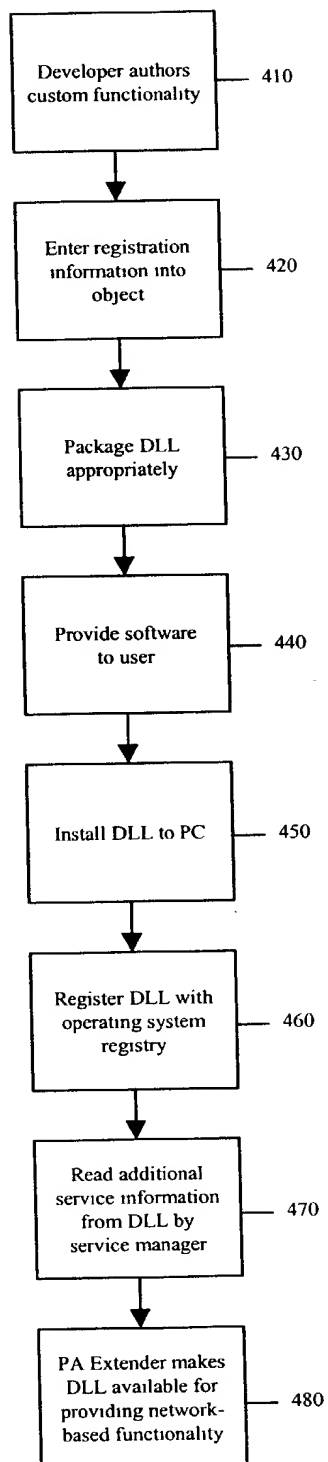 Developer authors
custom functionality
410
Enter registration
information into
object
420
Package DLL
appropriately
430
Provide software
to user
440
Install DLL to PC
450
Register DLL with
operating system
registry
460
Read additional
service information
from DLL by
service manager
470
PA Extender makes
DLL available for
providing network-
based functionality
480